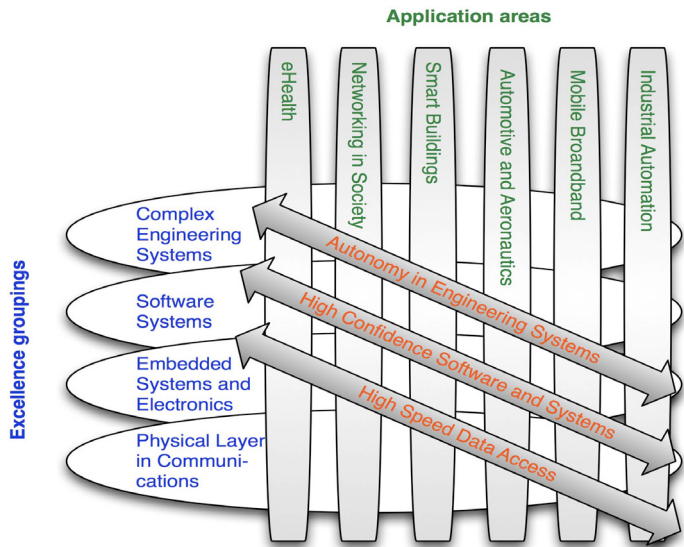 Application areas
eHealth
Networking in Society
Smart Buildings
Automotive and Aeronautics
Mobile Broandband
Industrial Automation
Excellence groupings
Complex
Engineering
Systems
Software
Systems
Embedded
Systems and
Electronics
Physical Layer
in Communi-
cations
Autonomy in Engineering Systems
High Confidence Software and Systems
High Speed Data Access